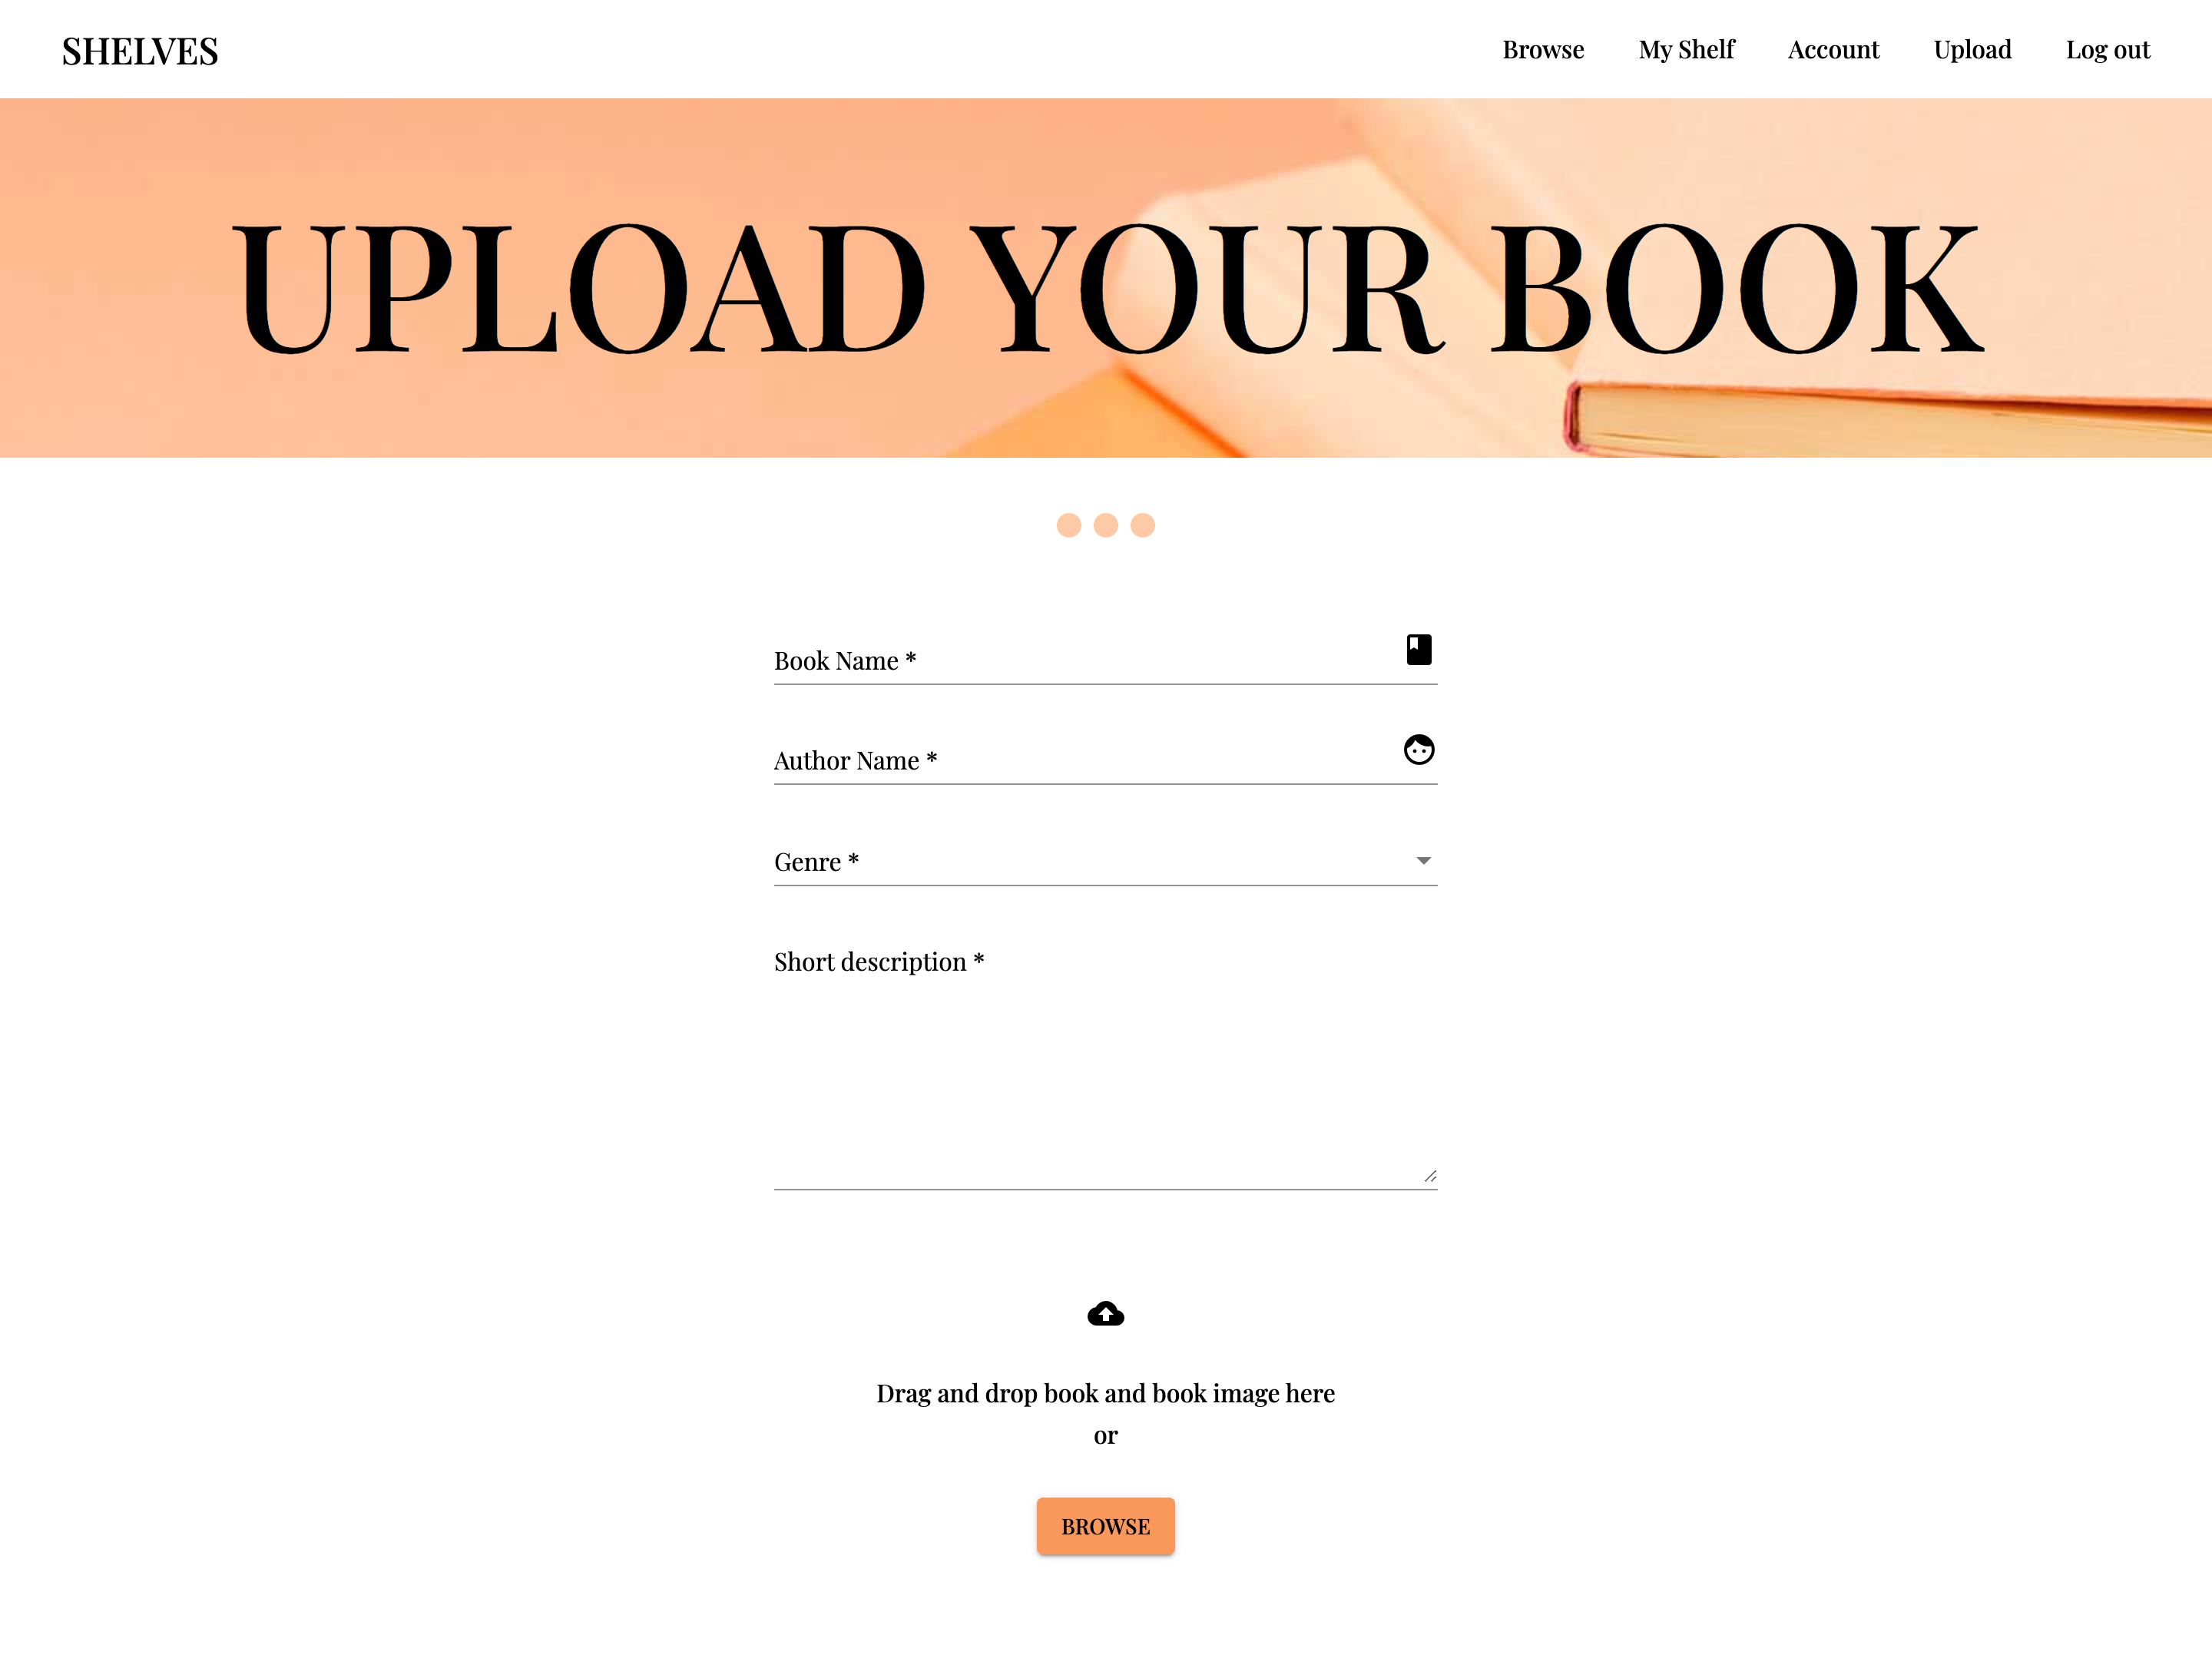 SHELVES
Browse My Shelf Account Upload Log out
UPLOAD YOUR BOOK
Book Name *
Author Name *
Genre *
Short description *
Drag and drop book and book image here
or
BROWSE